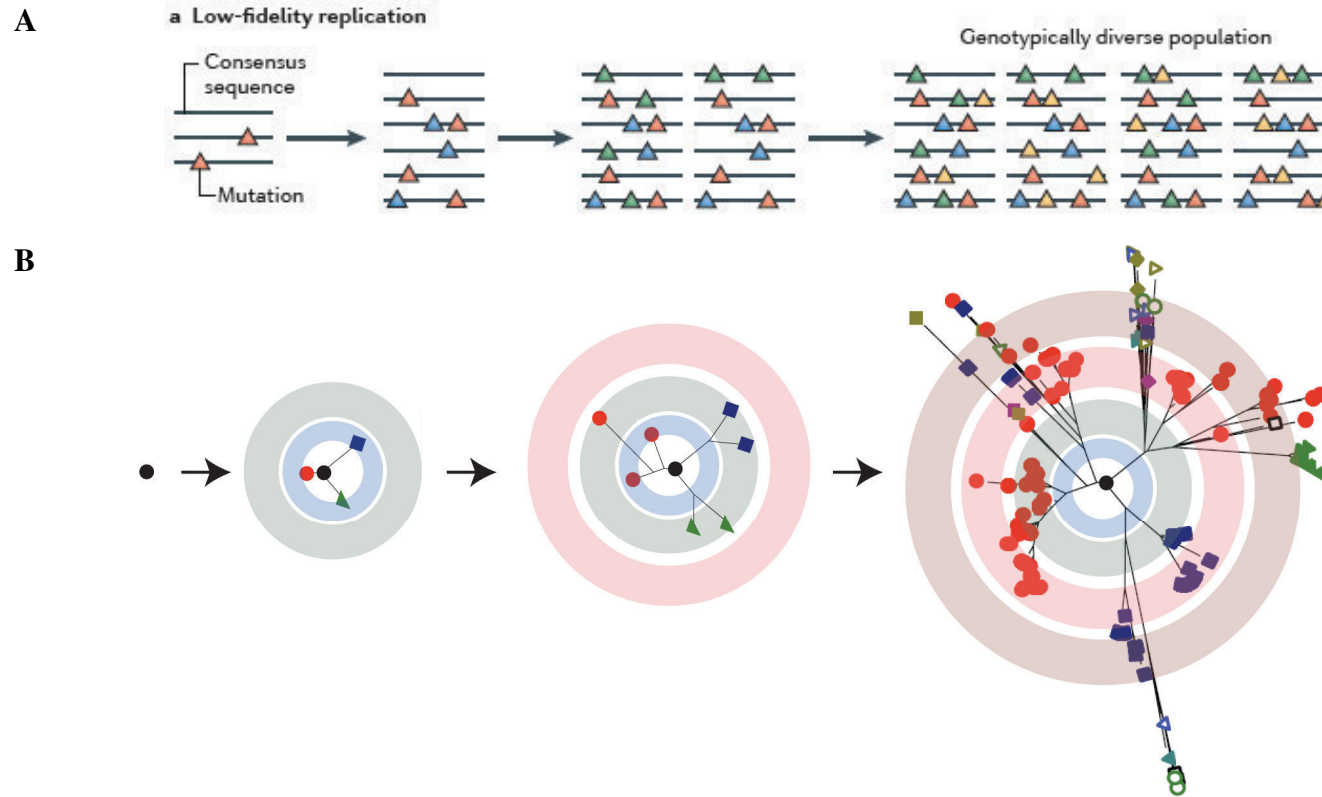 A
a Low-fidelity replication
Consensus
sequence
Mutation
Genotypically diverse population
B